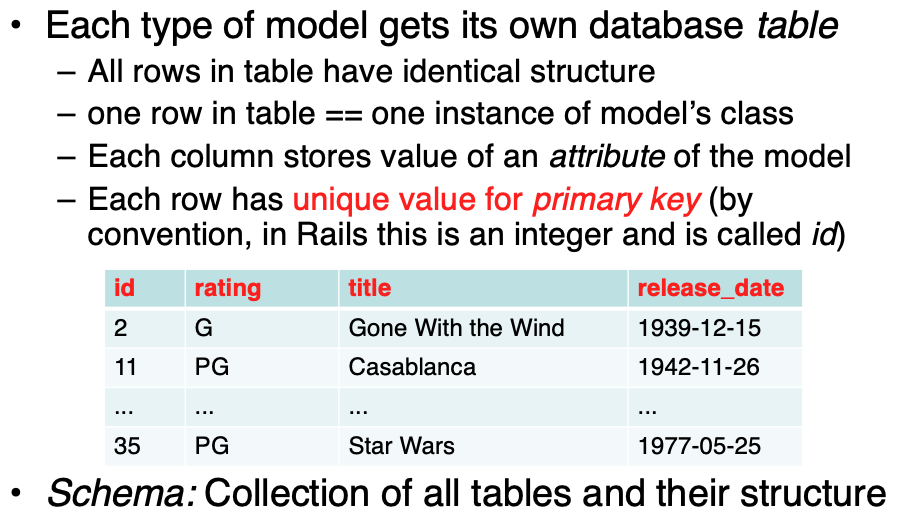 • Each type of model gets its own database table
– All rows in table have identical structure
– one row in table == one instance of model's class
– Each column stores value of an attribute of the model
– Each row has unique value for primary key (by
convention, in Rails this is an integer and is called id)
id rating title release_date
2 G Gone With the Wind 1939-12-15
11 PG Casablanca 1942-11-26
... ... ... ...
35 PG Star Wars 1977-05-25
• Schema: Collection of all tables and their structure